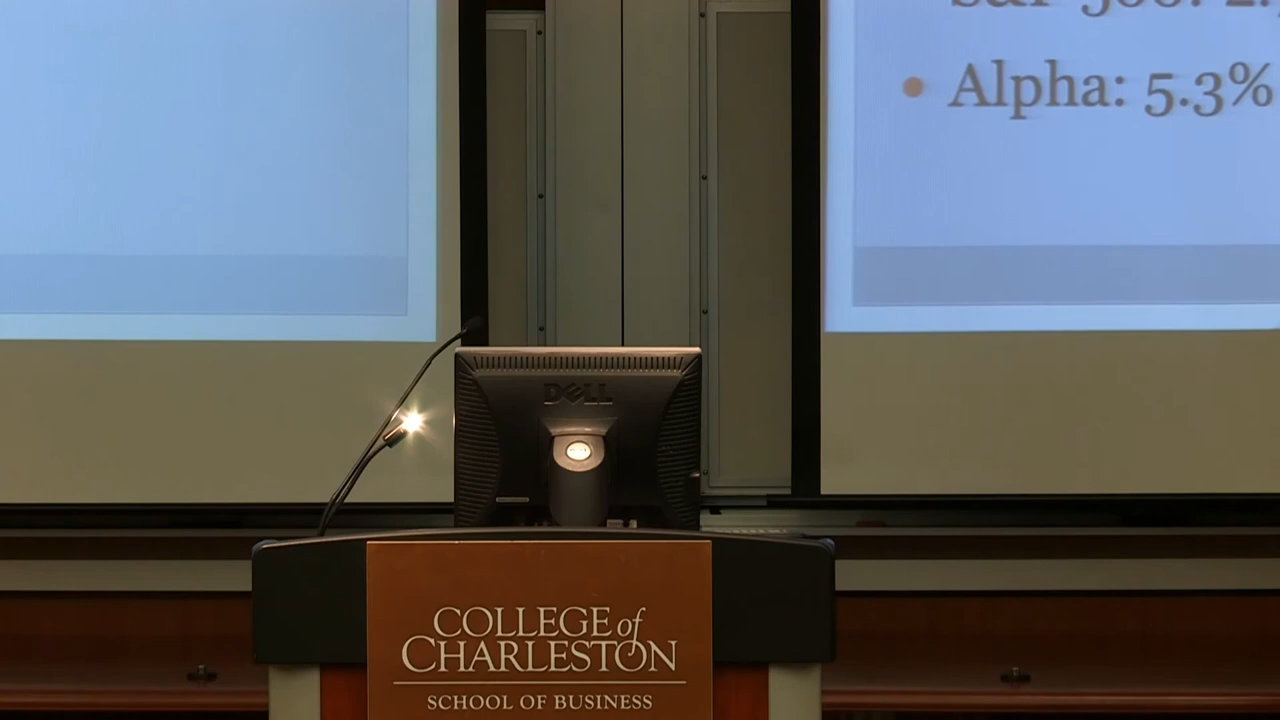 Alpha: 5.3%
DELL
COLLEGE of
CHARLESTON
SCHOOL OF BUSINESS